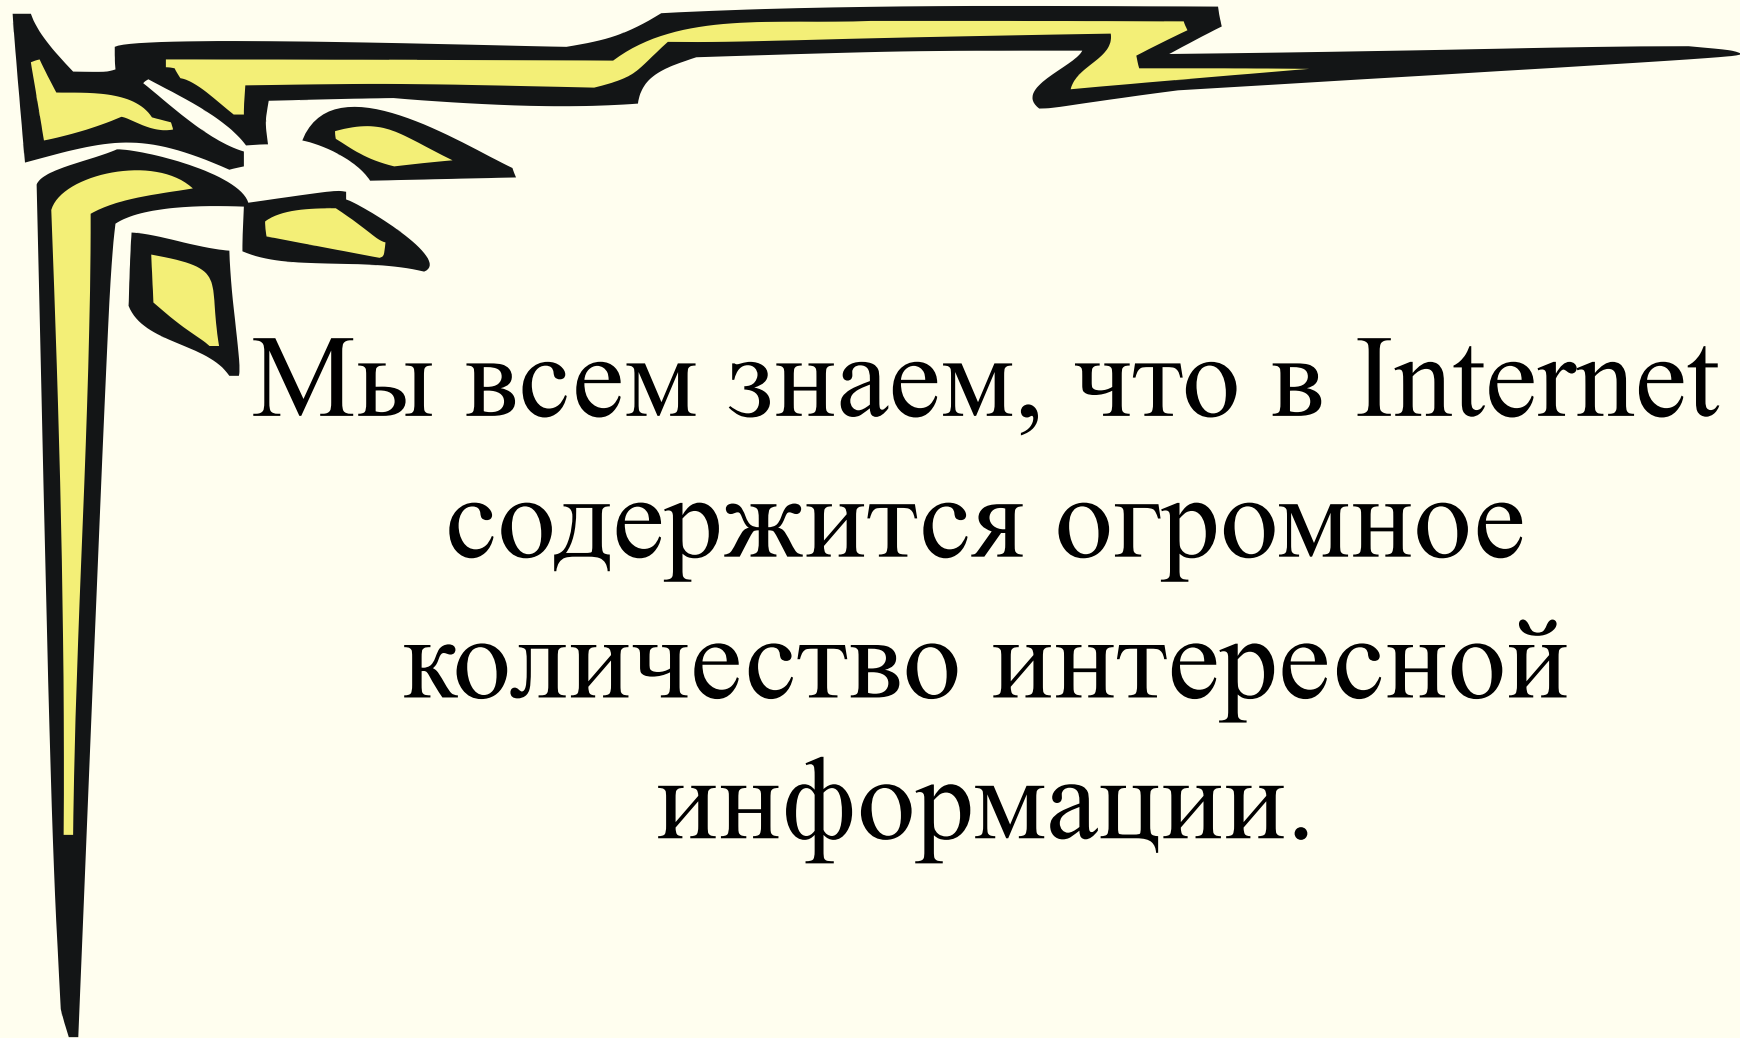 Мы всем знаем, что в Internet
содержится огромное
количество интересной
информации.